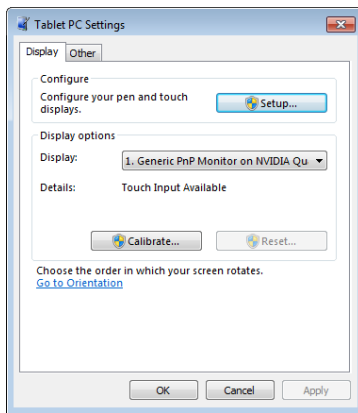 Tablet PC Settings
Display Other
Configure
Configure your pen and touch
displays.
Setup...
Display options
Display: 1. Generic PnP Monitor on NVIDIA Qu
Details: Touch Input Available
Calibrate... Reset...
Choose the order in which your screen rotates.
Go to Orientation
OK Cancel Apply